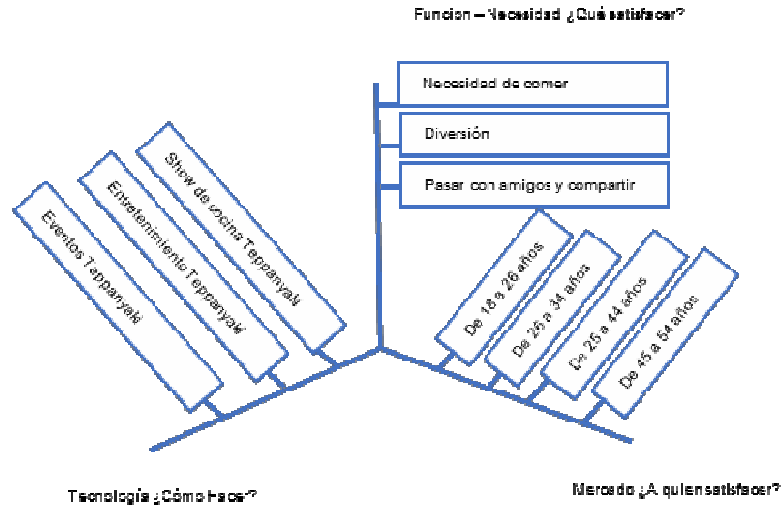 Funcion – Necesidad ¿Qué satisfacer?
Necesidad de comer
Diversión
Pasar con amigos y compartir
Show de cocina Teppanyaki
Entretenimiento Teppanyaki
Eventos Teppanyaki
De 18 a 26 años
De 26 a 34 años
De 25 a 44 años
De 45 a 54 años
Tecnología ¿Cómo Hacer?
Mercado ¿A quien satisfacer?